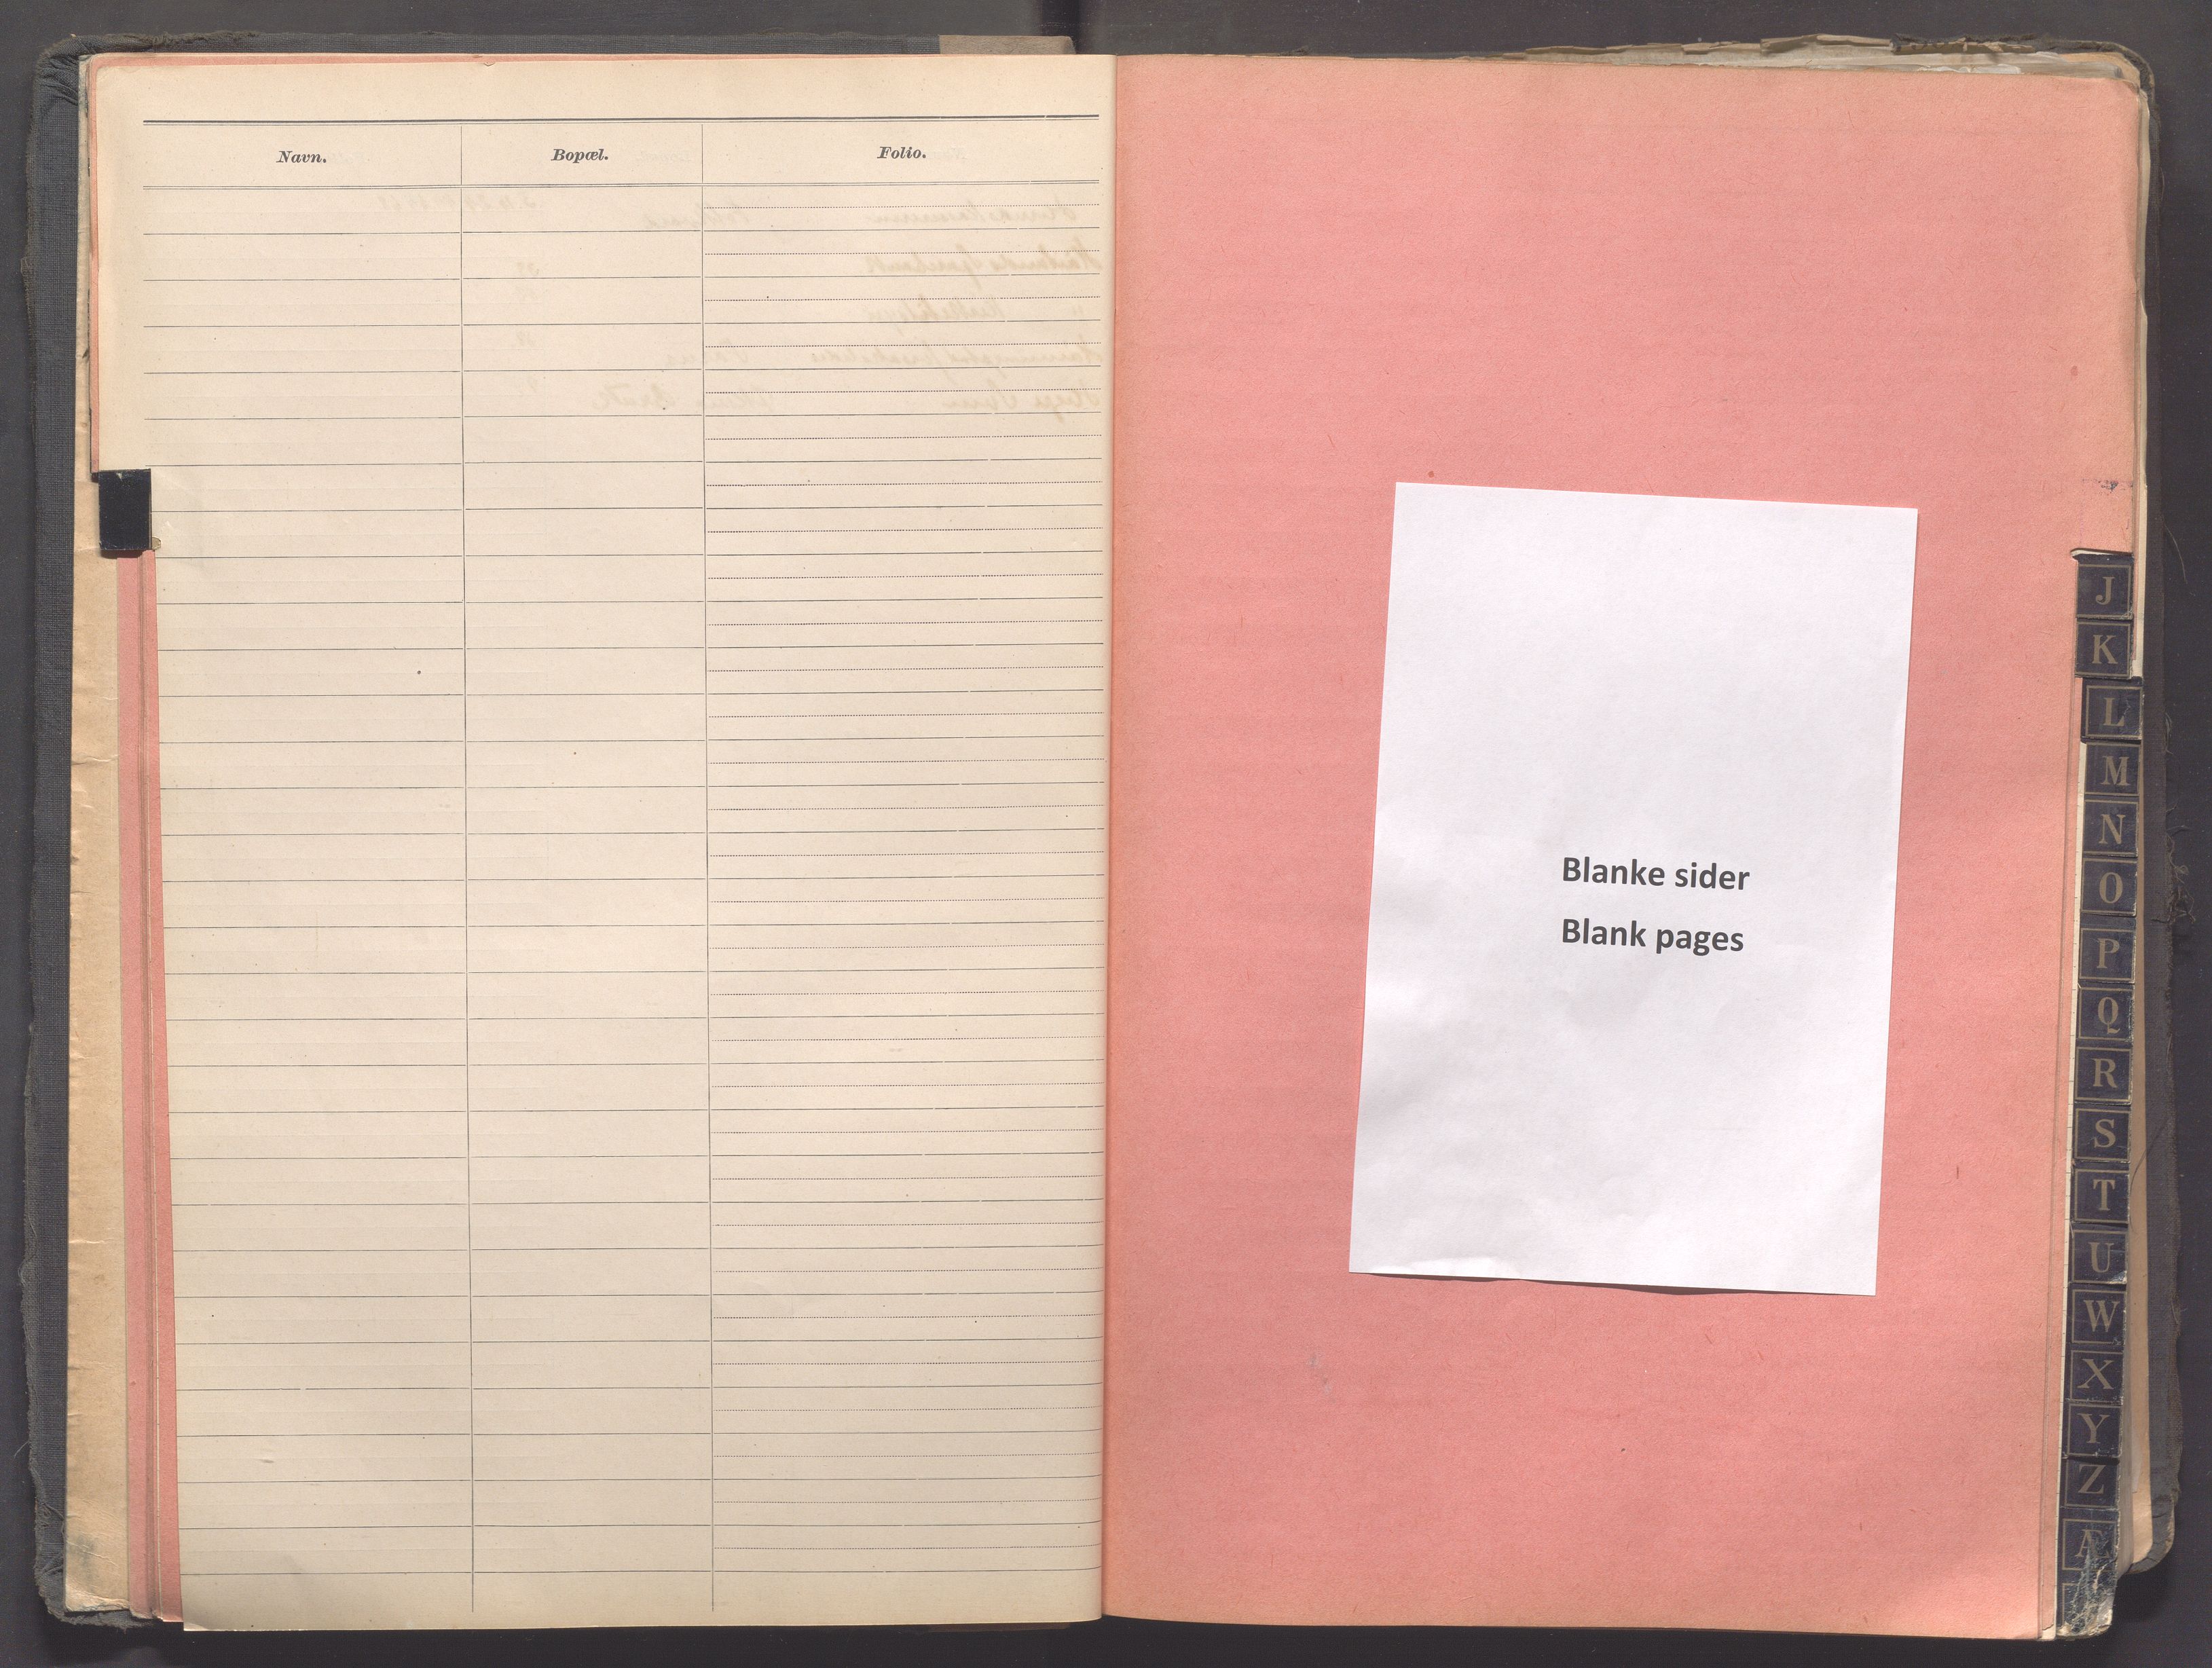 Navn. Bopæl. Folio.
Blanke sider
Blank pages
J
K
L
M
N
O
P
Q
R
S
T
U
W
X
Y
Z
Æ